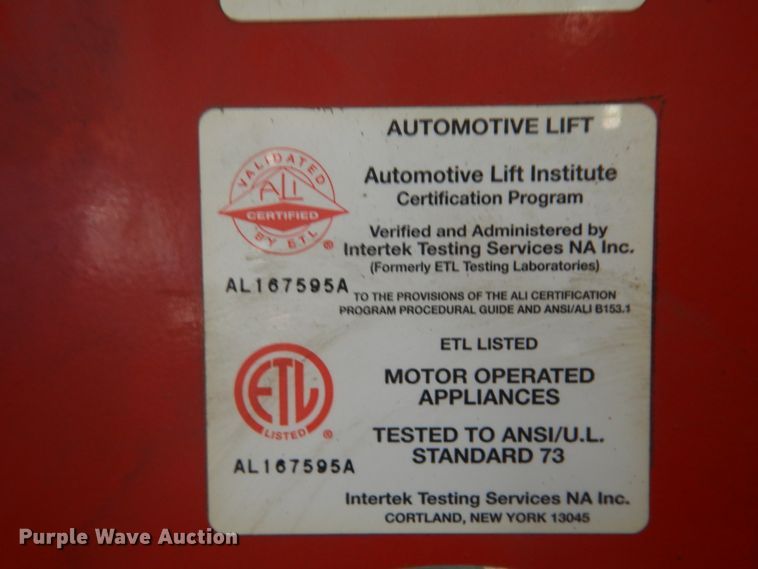 AUTOMOTIVE LIFT
VALIDATED
ALI
CERTIFIED
BY ETL
®
Automotive Lift Institute
Certification Program
Verified and Administered by
Intertek Testing Services NA Inc.
(Formerly ETL Testing Laboratories)
AL167595A
TO THE PROVISIONS OF THE ALI CERTIFICATION
PROGRAM PROCEDURAL GUIDE AND ANSI/ALI B153.1
ETL LISTED
ETL
LISTED
®
MOTOR OPERATED
APPLIANCES
TESTED TO ANSI/U.L.
STANDARD 73
AL167595A
Intertek Testing Services NA Inc.
CORTLAND, NEW YORK 13045
Purple Wave Auction